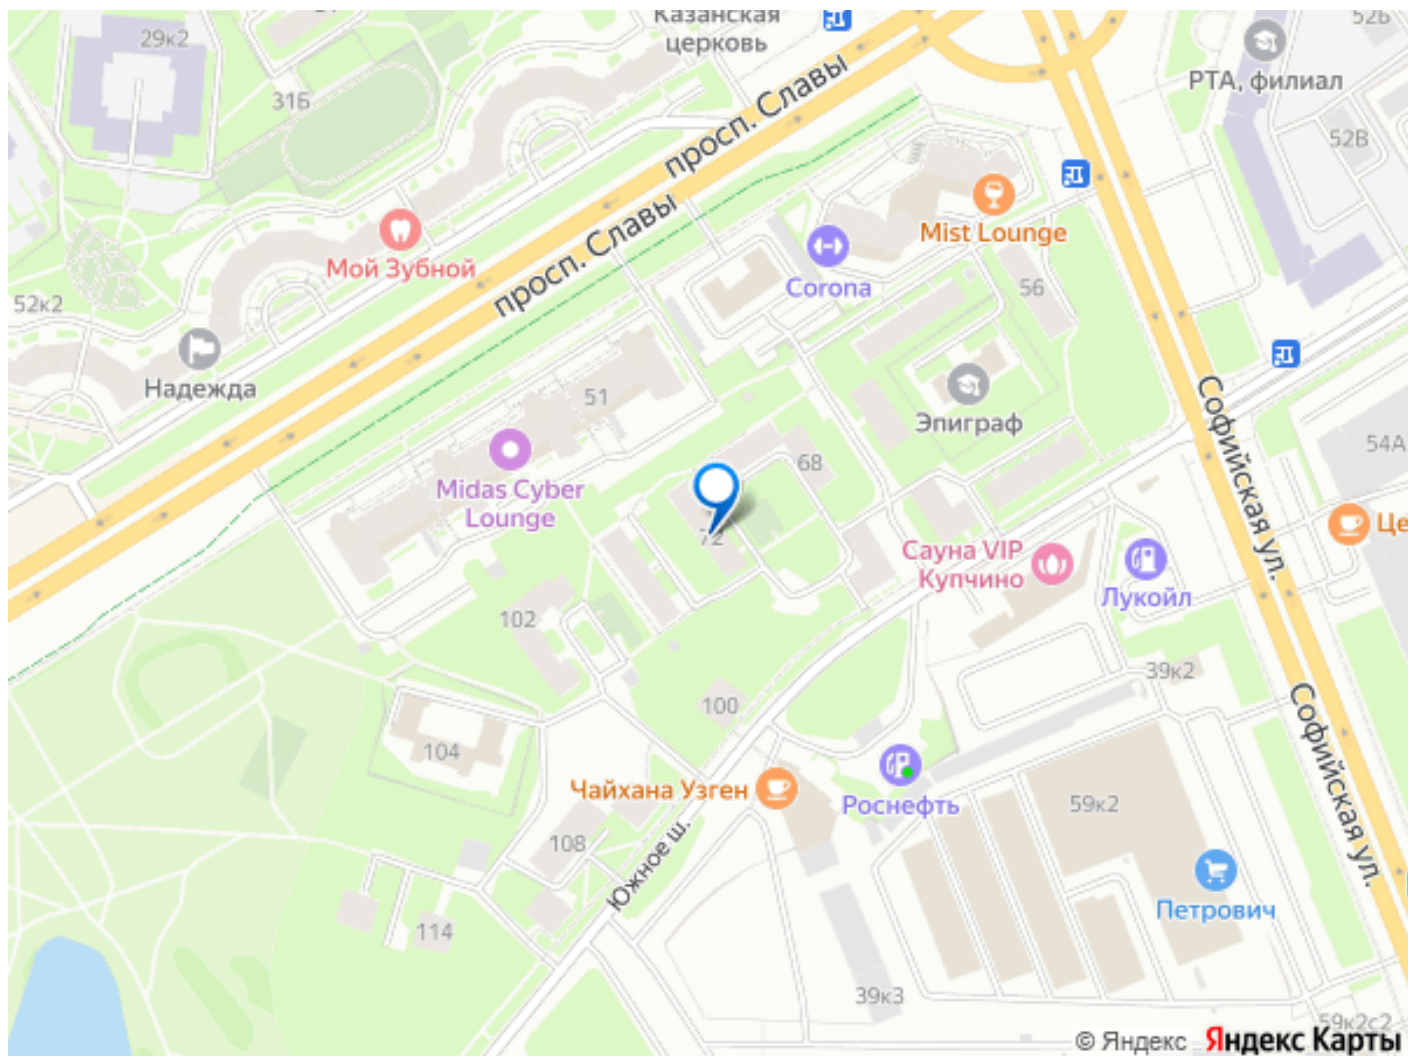 Казанская
церковь
52Б
29к2
РТА, филиал
31Б
просп. Славы
52В
Mist Lounge
Мой Зубной
просп. Славы
Corona
56
52к2
Надежда
51
Эпиграф
Софийская ул.
54А
68
Midas Cyber
Lounge
72
Це
Сауна VIP
Купчино
Лукойл
102
39к2
100
Софийская ул.
104
Чайхана Узген
Роснефть
59к2
108
Южное ш.
Петрович
114
39к3
59к2с2
© Яндекс Яндекс Карты